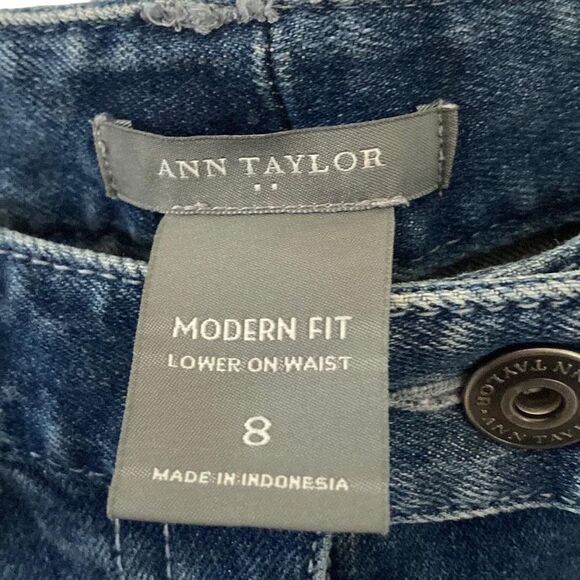 ANN TAYLOR
MODERN FIT
LOWER ON WAIST
8
MADE IN INDONESIA
ANN TAYLOR